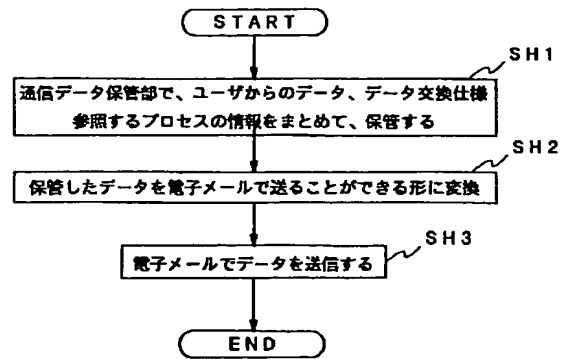 START
SH1
通信データ保管部で、ユーザからのデータ、データ交換仕様
参照するプロセスの情報をまとめて、保管する
SH2
保管したデータを電子メールで送ることができる形に変換
SH3
電子メールでデータを送信する
END